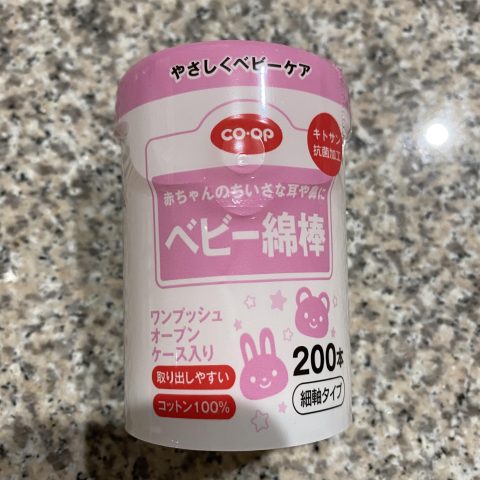 やさしくベビーケア
CO・OP
キトサン
抗菌加工
赤ちゃんのちいさな耳や鼻に
ベビー綿棒
ワンプッシュ
オープン
ケース入り
取り出しやすい
コットン100%
200本
細軸タイプ